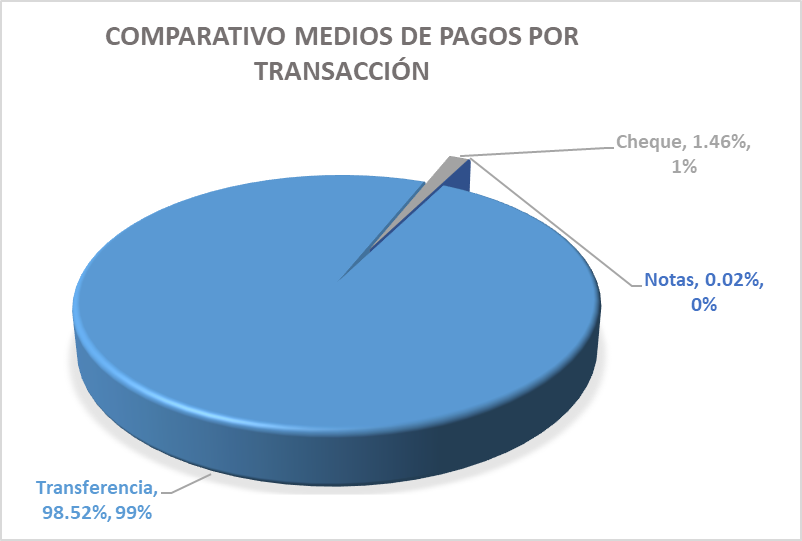 COMPARATIVO MEDIOS DE PAGOS POR
TRANSACCIÓN
Cheque, 1.46%,
1%
Notas, 0.02%,
0%
Transferencia,
98.52%, 99%